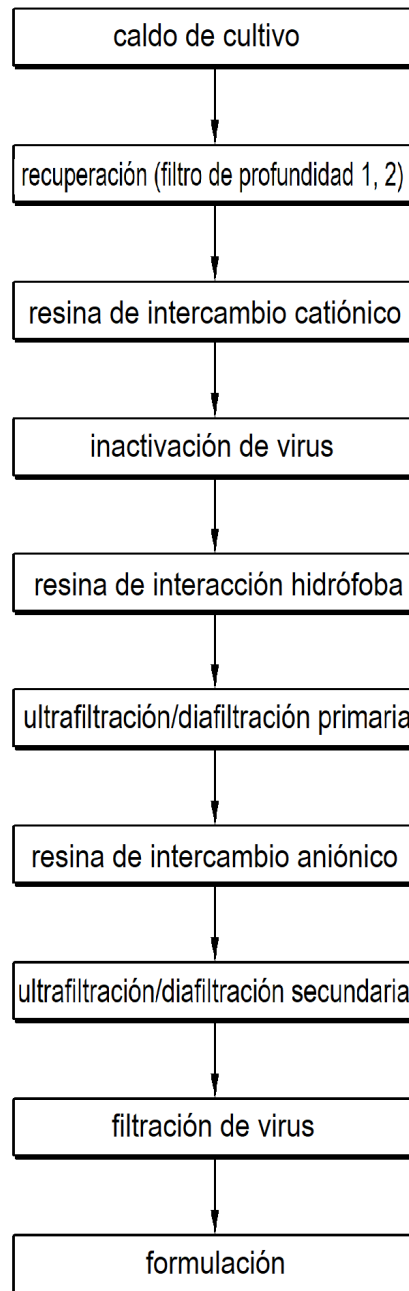 caldo de cultivo
recuperación (filtro de profundidad 1, 2)
resina de intercambio catiónico
inactivación de virus
resina de interacción hidrófoba
ultrafiltración/diafiltración primaria
resina de intercambio aniónico
ultrafiltración/diafiltración secundaria
filtración de virus
formulación